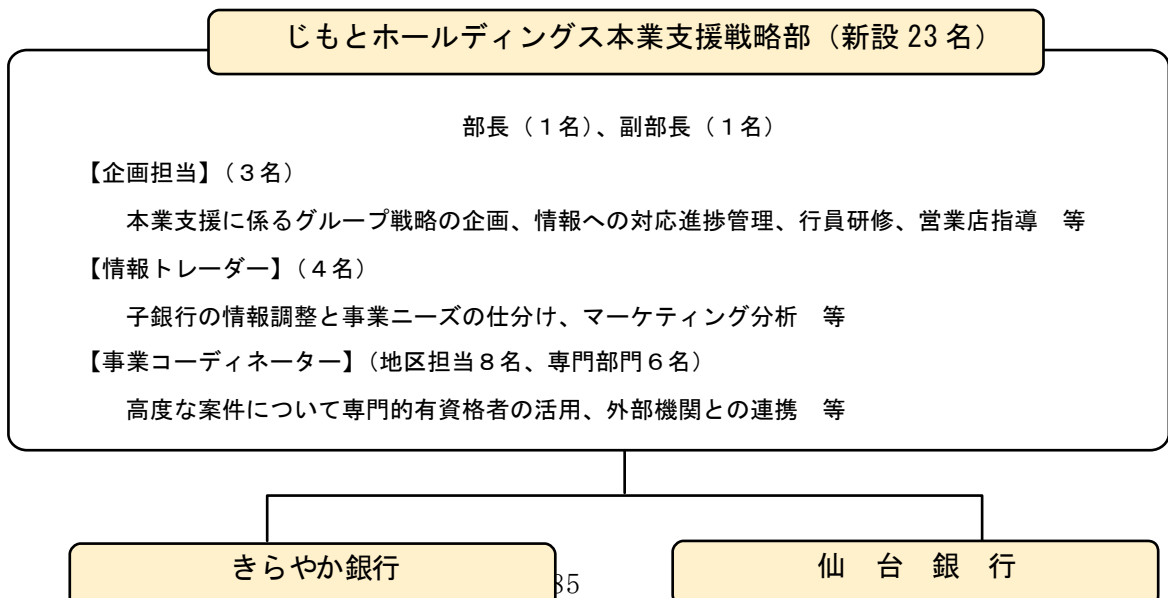 じもとホールディングス本業支援戦略部（新設 23 名）
部長（１名）、副部長（１名）
【企画担当】（３名）
本業支援に係るグループ戦略の企画、情報への対応進捗管理、行員研修、営業店指導　等
【情報トレーダー】（４名）
子銀行の情報調整と事業ニーズの仕分け、マーケティング分析　等
【事業コーディネーター】（地区担当８名、専門部門６名）
高度な案件について専門的有資格者の活用、外部機関との連携　等
きらやか銀行
仙　台　銀　行